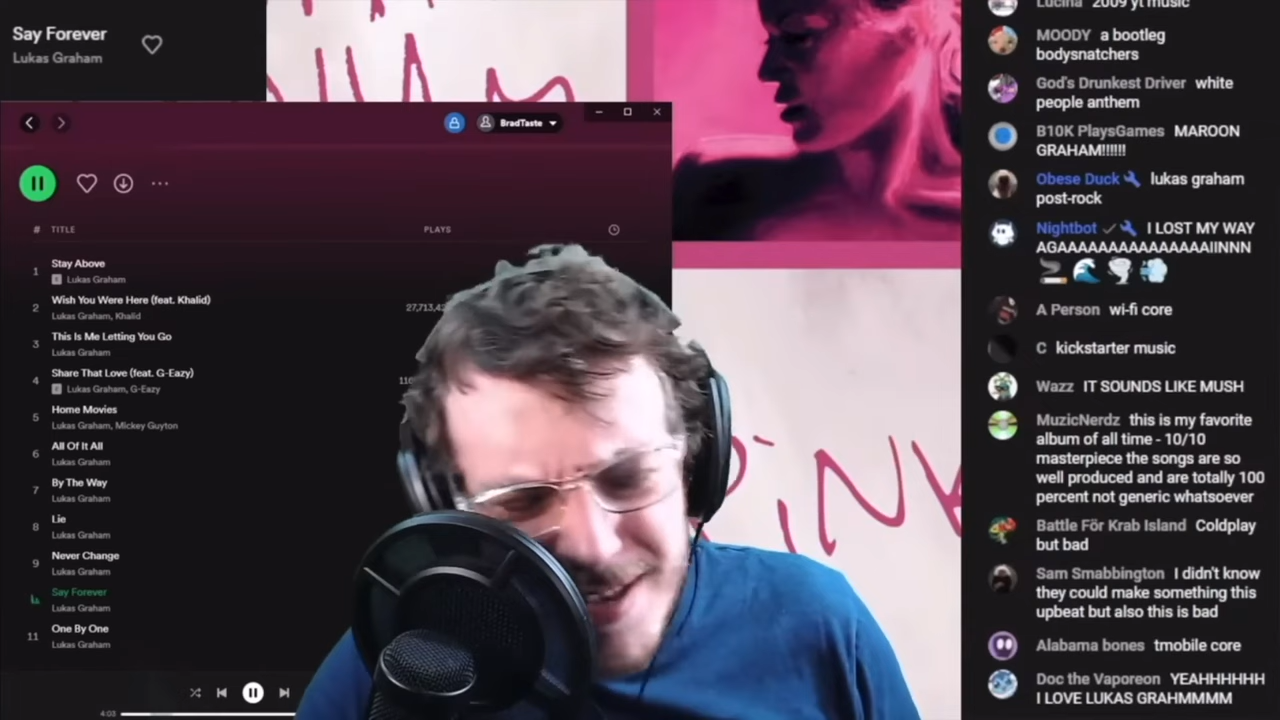 Say Forever
Lukas Graham
BradTaste
# TITLE PLAYS
1 Stay Above
E Lukas Graham
2 Wish You Were Here (feat. Khalid)
Lukas Graham, Khalid
3 This Is Me Letting You Go
Lukas Graham
4 Share That Love (feat. G-Eazy)
E Lukas Graham, G-Eazy
5 Home Movies
Lukas Graham, Mickey Guyton
6 All Of It All
Lukas Graham
7 By The Way
Lukas Graham
8 Lie
Lukas Graham
9 Never Change
Lukas Graham
Say Forever
Lukas Graham
11 One By One
Lukas Graham
4:03
PiNK
Lucina 2009 yt music
MOODY a bootleg
bodysnatchers
God's Drunkest Driver white
people anthem
B10K PlaysGames MAROON
GRAHAM!!!!!!
Obese Duck lukas graham
post-rock
Nightbot I LOST MY WAY
AGAAAAAAAAAAAAAAAIINNN
A Person wi-fi core
C kickstarter music
Wazz IT SOUNDS LIKE MUSH
MuzicNerdz this is my favorite
album of all time - 10/10
masterpiece the songs are so
well produced and are totally 100
percent not generic whatsoever
Battle För Krab Island Coldplay
but bad
Sam Smabbington I didn't know
they could make something this
upbeat but also this is bad
Alabama bones tmobile core
Doc the Vaporeon YEAHHHHHH
I LOVE LUKAS GRAHMMMM